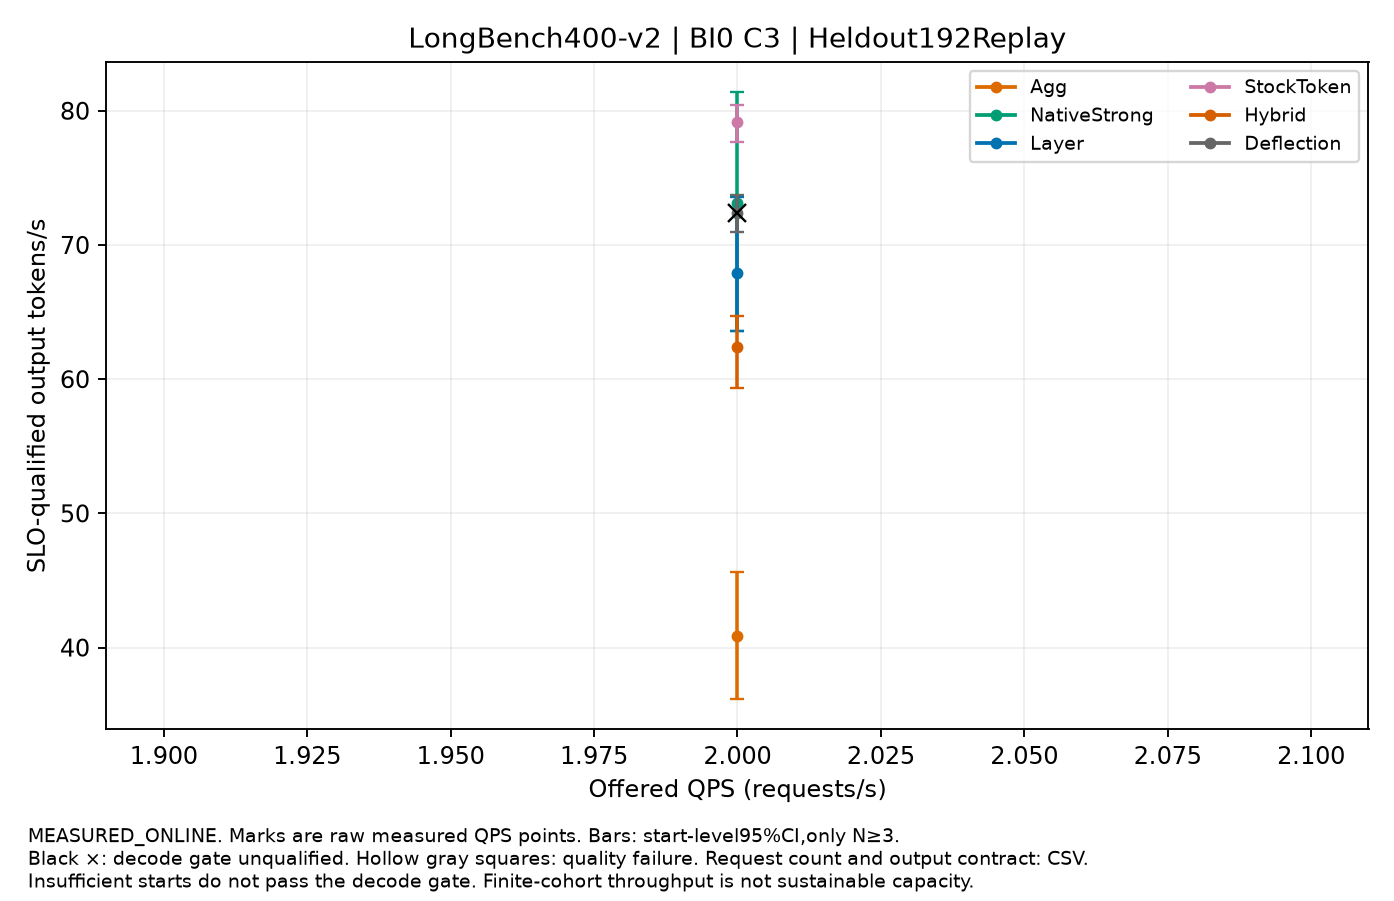 LongBench400-v2 | BI0 C3 | Heldout192Replay
Agg
NativeStrong
Layer
StockToken
Hybrid
Deflection
SLO-qualified output tokens/s
80
70
60
50
40
1.900 1.925 1.950 1.975 2.000 2.025 2.050 2.075 2.100
Offered QPS (requests/s)
MEASURED_ONLINE. Marks are raw measured QPS points. Bars: start-level95%CI,only N≥3.
Black ×: decode gate unqualified. Hollow gray squares: quality failure. Request count and output contract: CSV.
Insufficient starts do not pass the decode gate. Finite-cohort throughput is not sustainable capacity.